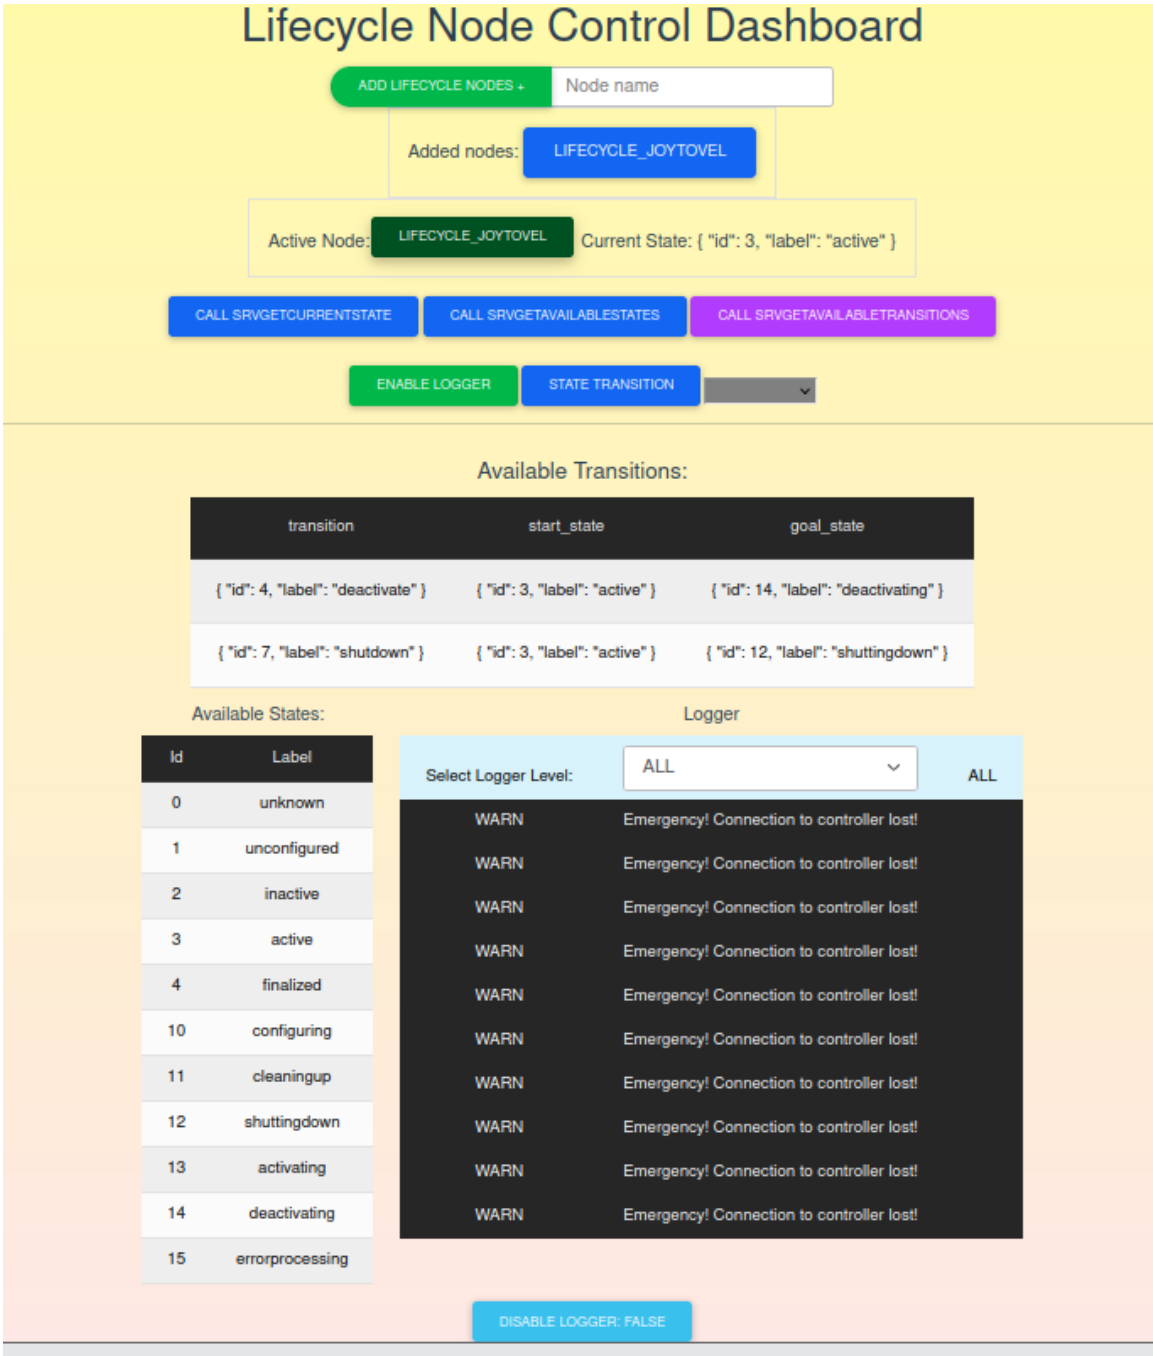 Lifecycle Node Control Dashboard
ADD LIFECYCLE NODES + Node name
Added nodes: LIFECYCLE_JOYTOVEL
Active Node: LIFECYCLE_JOYTOVEL Current State: { "id": 3, "label": "active" }
CALL SRVGETCURRENTSTATE CALL SRVGETAVAILABLESTATES CALL SRVGETAVAILABLETRANSITIONS
ENABLE LOGGER STATE TRANSITION
Available Transitions:
transition start_state goal_state
{ "id": 4, "label": "deactivate" } { "id": 3, "label": "active" } { "id": 14, "label": "deactivating" }
{ "id": 7, "label": "shutdown" } { "id": 3, "label": "active" } { "id": 12, "label": "shuttingdown" }
Available States:
Id Label
0 unknown
1 unconfigured
2 inactive
3 active
4 finalized
10 configuring
11 cleaningup
12 shuttingdown
13 activating
14 deactivating
15 errorprocessing
Logger
Select Logger Level: ALL ALL
WARN Emergency! Connection to controller lost!
WARN Emergency! Connection to controller lost!
WARN Emergency! Connection to controller lost!
WARN Emergency! Connection to controller lost!
WARN Emergency! Connection to controller lost!
WARN Emergency! Connection to controller lost!
WARN Emergency! Connection to controller lost!
WARN Emergency! Connection to controller lost!
WARN Emergency! Connection to controller lost!
WARN Emergency! Connection to controller lost!
DISABLE LOGGER: FALSE